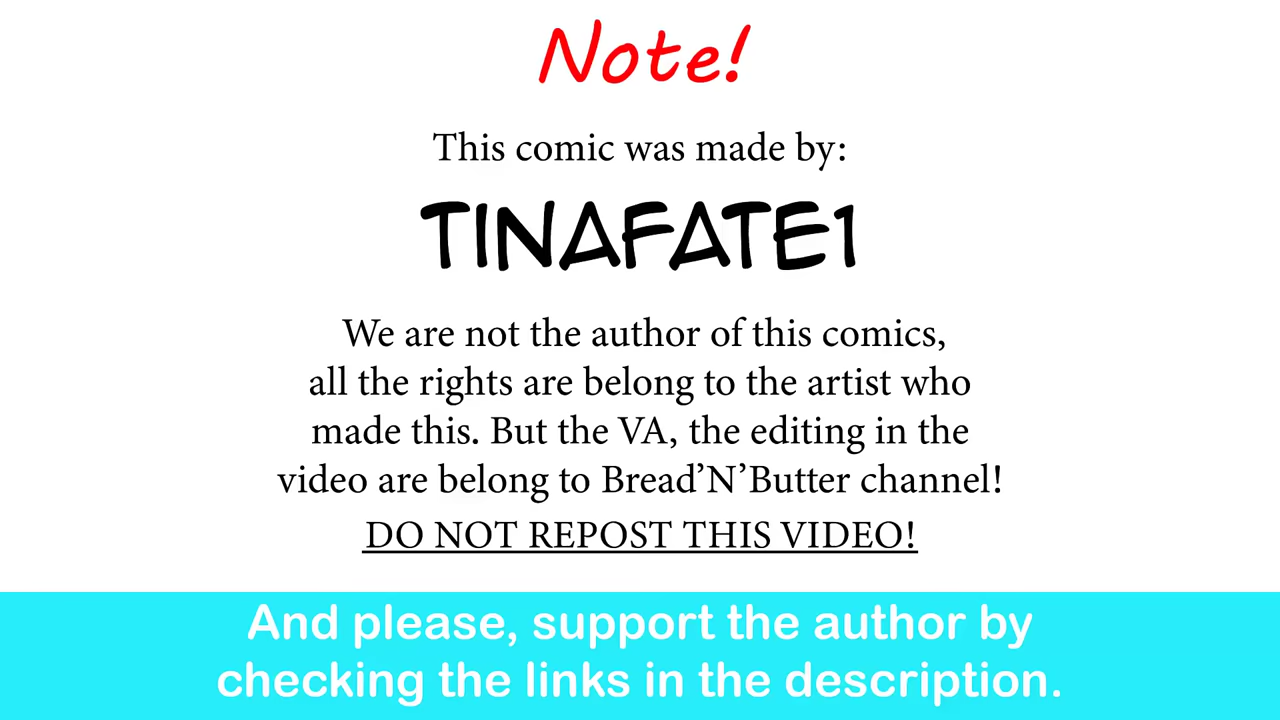 Note!
This comic was made by:
TINAFATE1
We are not the author of this comics,
all the rights are belong to the artist who
made this. But the VA, the editing in the
video are belong to Bread’N’Butter channel!
DO NOT REPOST THIS VIDEO!
And please, support the author by
checking the links in the description.